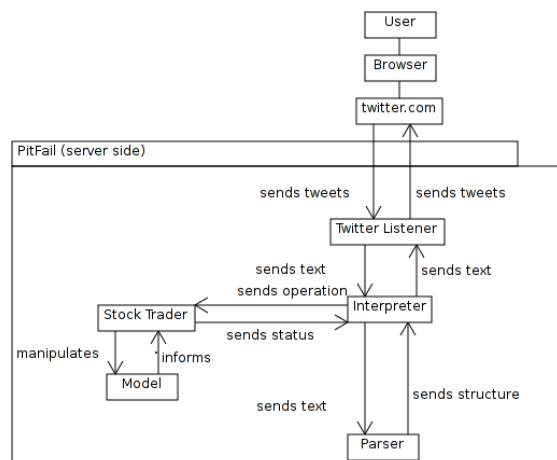 User
Browser
twitter.com
PitFail (server side)
sends tweets
sends tweets
Twitter Listener
sends text
sends text
sends operation
Stock Trader
Interpreter
sends status
manipulates
informs
Model
sends structure
sends text
Parser